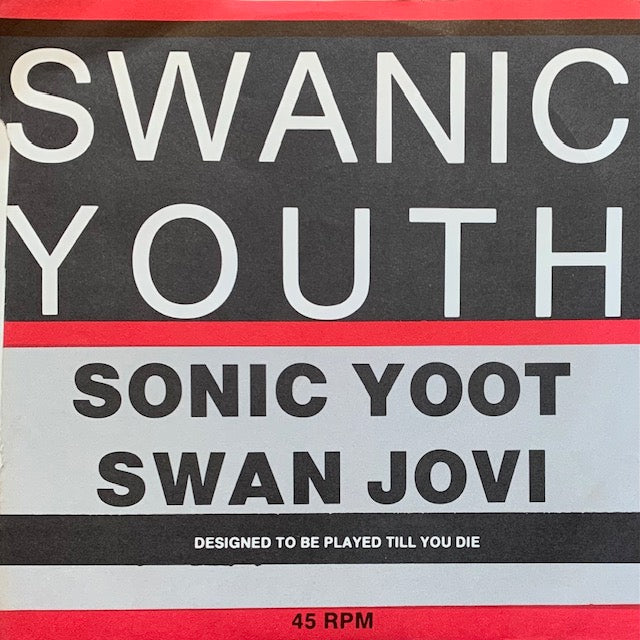 SWANIC
YOUTH
SONIC YOOT
SWAN JOVI
DESIGNED TO BE PLAYED TILL YOU DIE
45 RPM